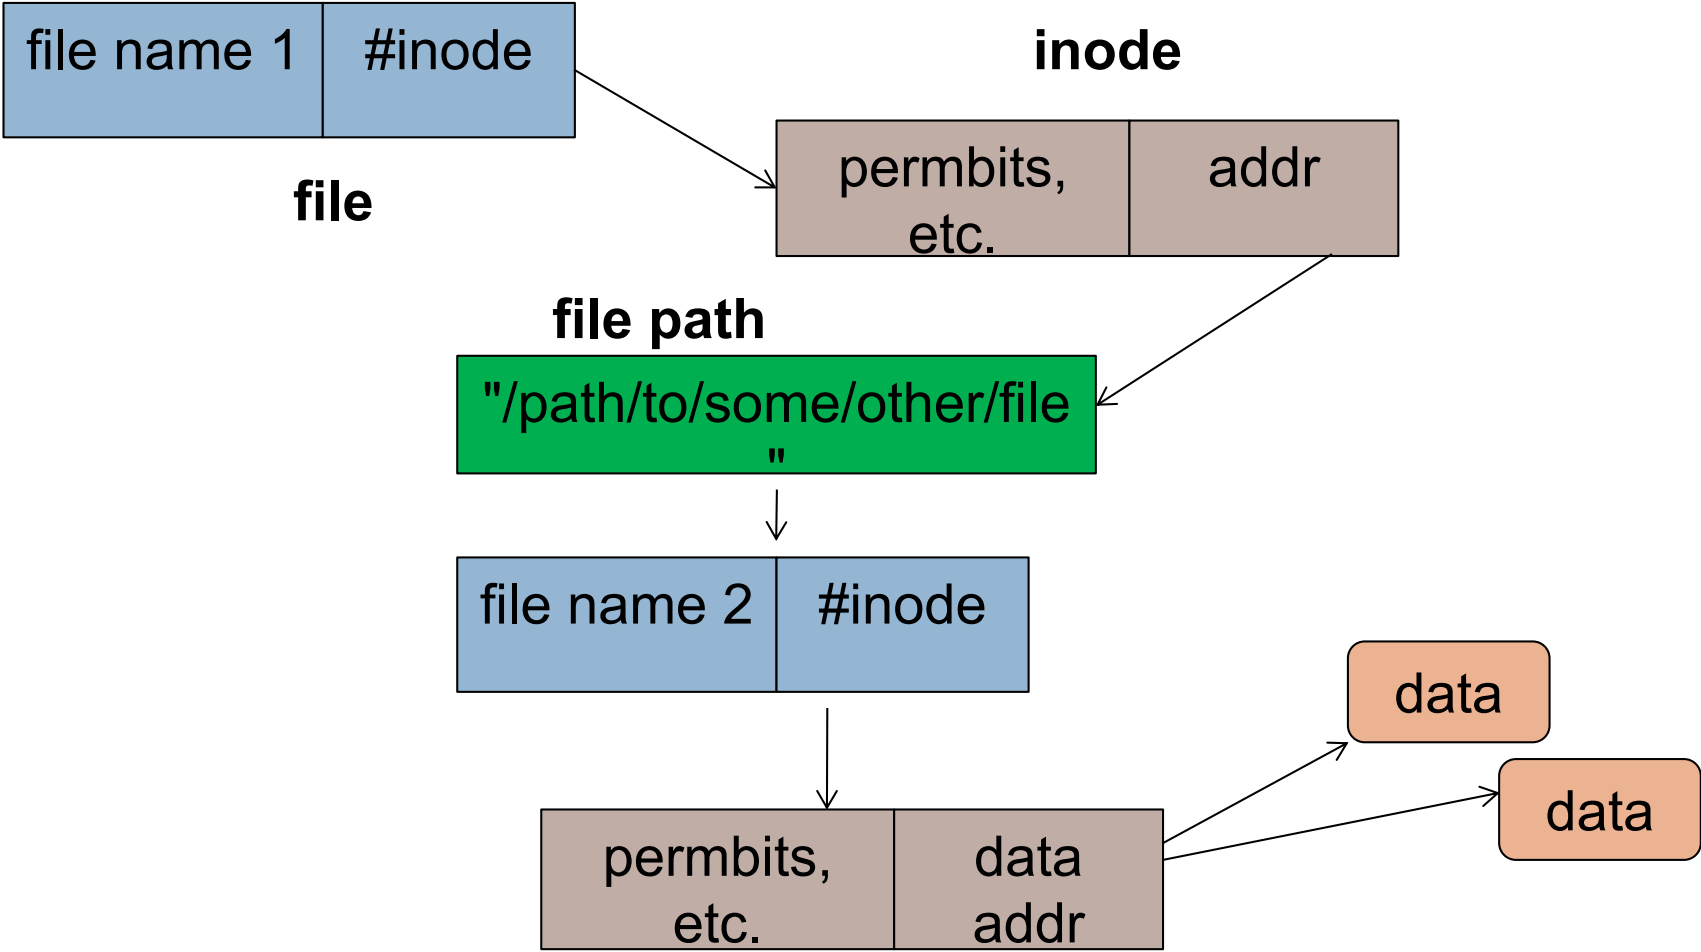 file name 1 #inode
inode
permbits, addr
etc.
file
file path
"/path/to/some/other/file
"
file name 2 #inode
data
data
permbits, data
etc. addr